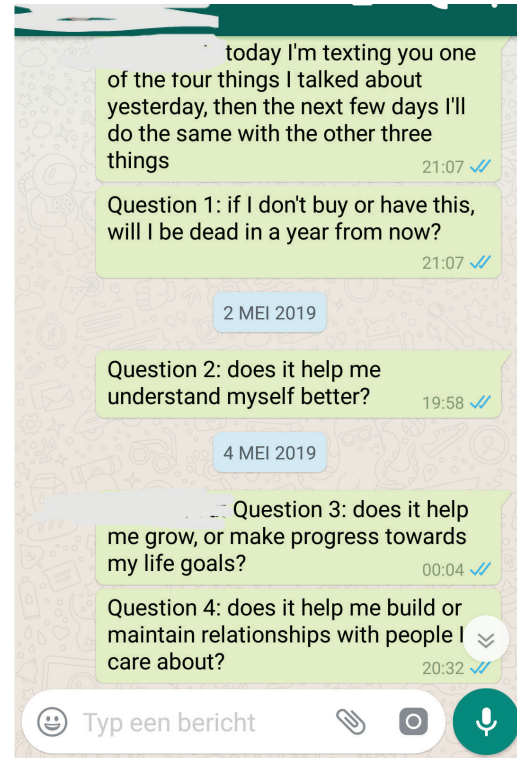 today I'm texting you one
of the four things I talked about
yesterday, then the next few days I'll
do the same with the other three
things
21:07
Question 1: if I don't buy or have this,
will I be dead in a year from now?
21:07
2 MEI 2019
Question 2: does it help me
understand myself better?
19:58
4 MEI 2019
Question 3: does it help
me grow, or make progress towards
my life goals?
00:04
Question 4: does it help me build or
maintain relationships with people I
care about?
20:32
Typ een bericht